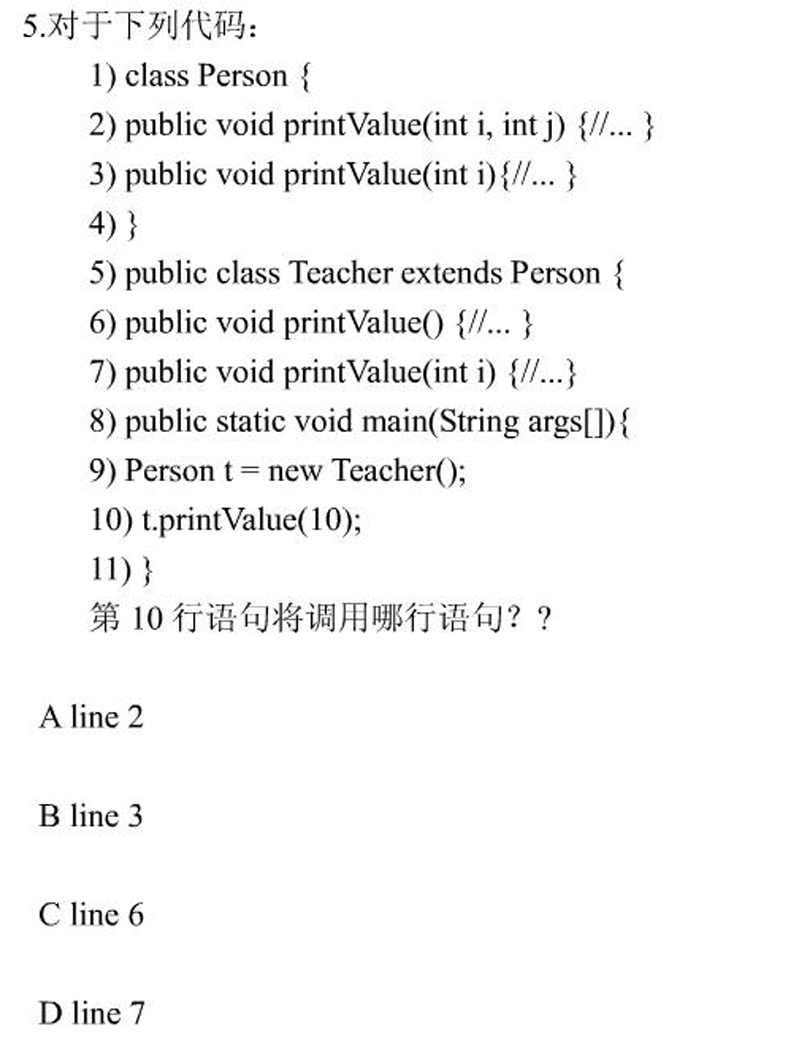 5.对于下列代码：
1) class Person {
2) public void printValue(int i, int j) {//... }
3) public void printValue(int i){//... }
4) }
5) public class Teacher extends Person {
6) public void printValue() {//... }
7) public void printValue(int i) {//...}
8) public static void main(String args[]){
9) Person t = new Teacher();
10) t.printValue(10);
11) }
第 10 行语句将调用哪行语句？?
A line 2
B line 3
C line 6
D line 7